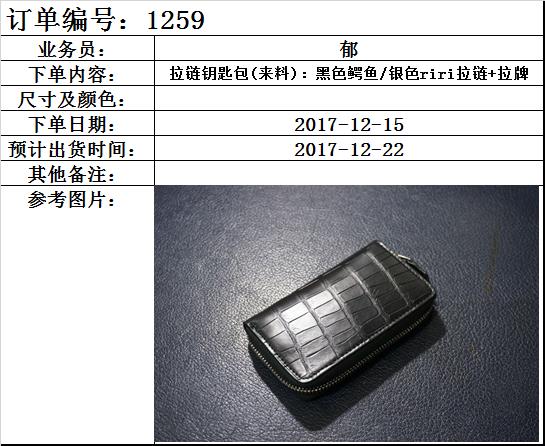 订单编号：1259
业务员： 郁
下单内容： 拉链钥匙包(来料)：黑色鳄鱼/银色riri拉链+拉牌
尺寸及颜色：
下单日期： 2017-12-15
预计出货时间： 2017-12-22
其他备注：
参考图片：